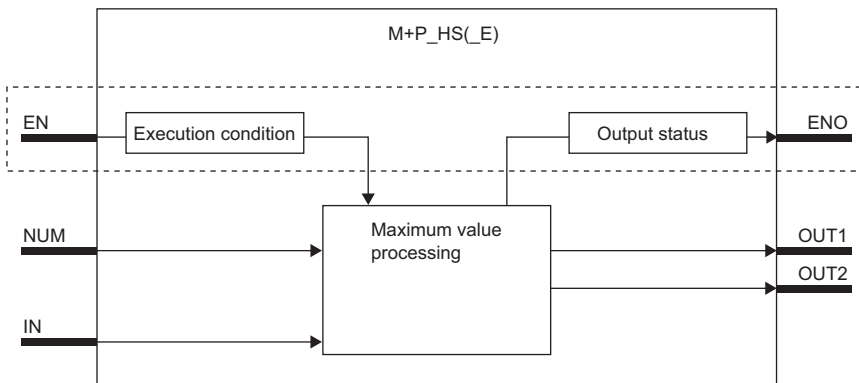 M+P_HS(_E)
EN
Execution condition
Output status
ENO
NUM
Maximum value
processing
OUT1
OUT2
IN